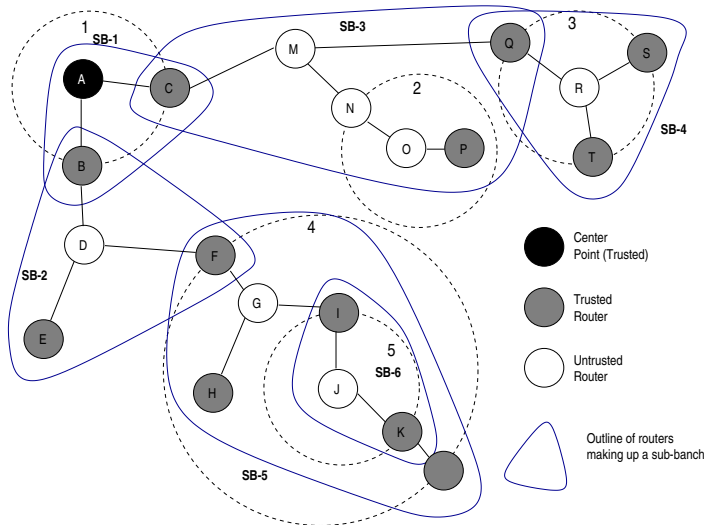 1
SB-1
A
C
B
M
SB-3
N
2
O
P
Q
3
S
R
T
SB-4
D
SB-2
E
F
4
G
H
I
5
SB-6
J
K
SB-5
Center
Point (Trusted)
Trusted
Router
Untrusted
Router
Outline of routers
making up a sub-banch